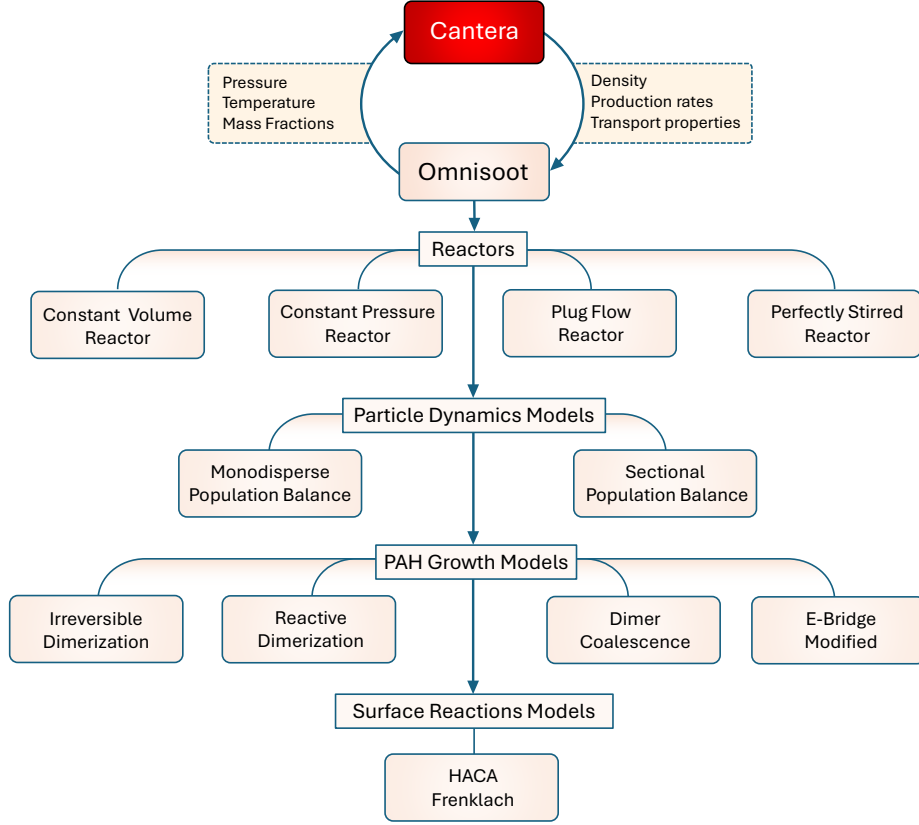 Cantera
Pressure
Temperature
Mass Fractions
Density
Production rates
Transport properties
Omnisoot
Reactors
Constant Volume
Reactor
Constant Pressure
Reactor
Plug Flow
Reactor
Perfectly Stirred
Reactor
Particle Dynamics Models
Monodisperse
Population Balance
Sectional
Population Balance
PAH Growth Models
Irreversible
Dimerization
Reactive
Dimerization
Dimer
Coalescence
E-Bridge
Modified
Surface Reactions Models
HACA
Frenklach